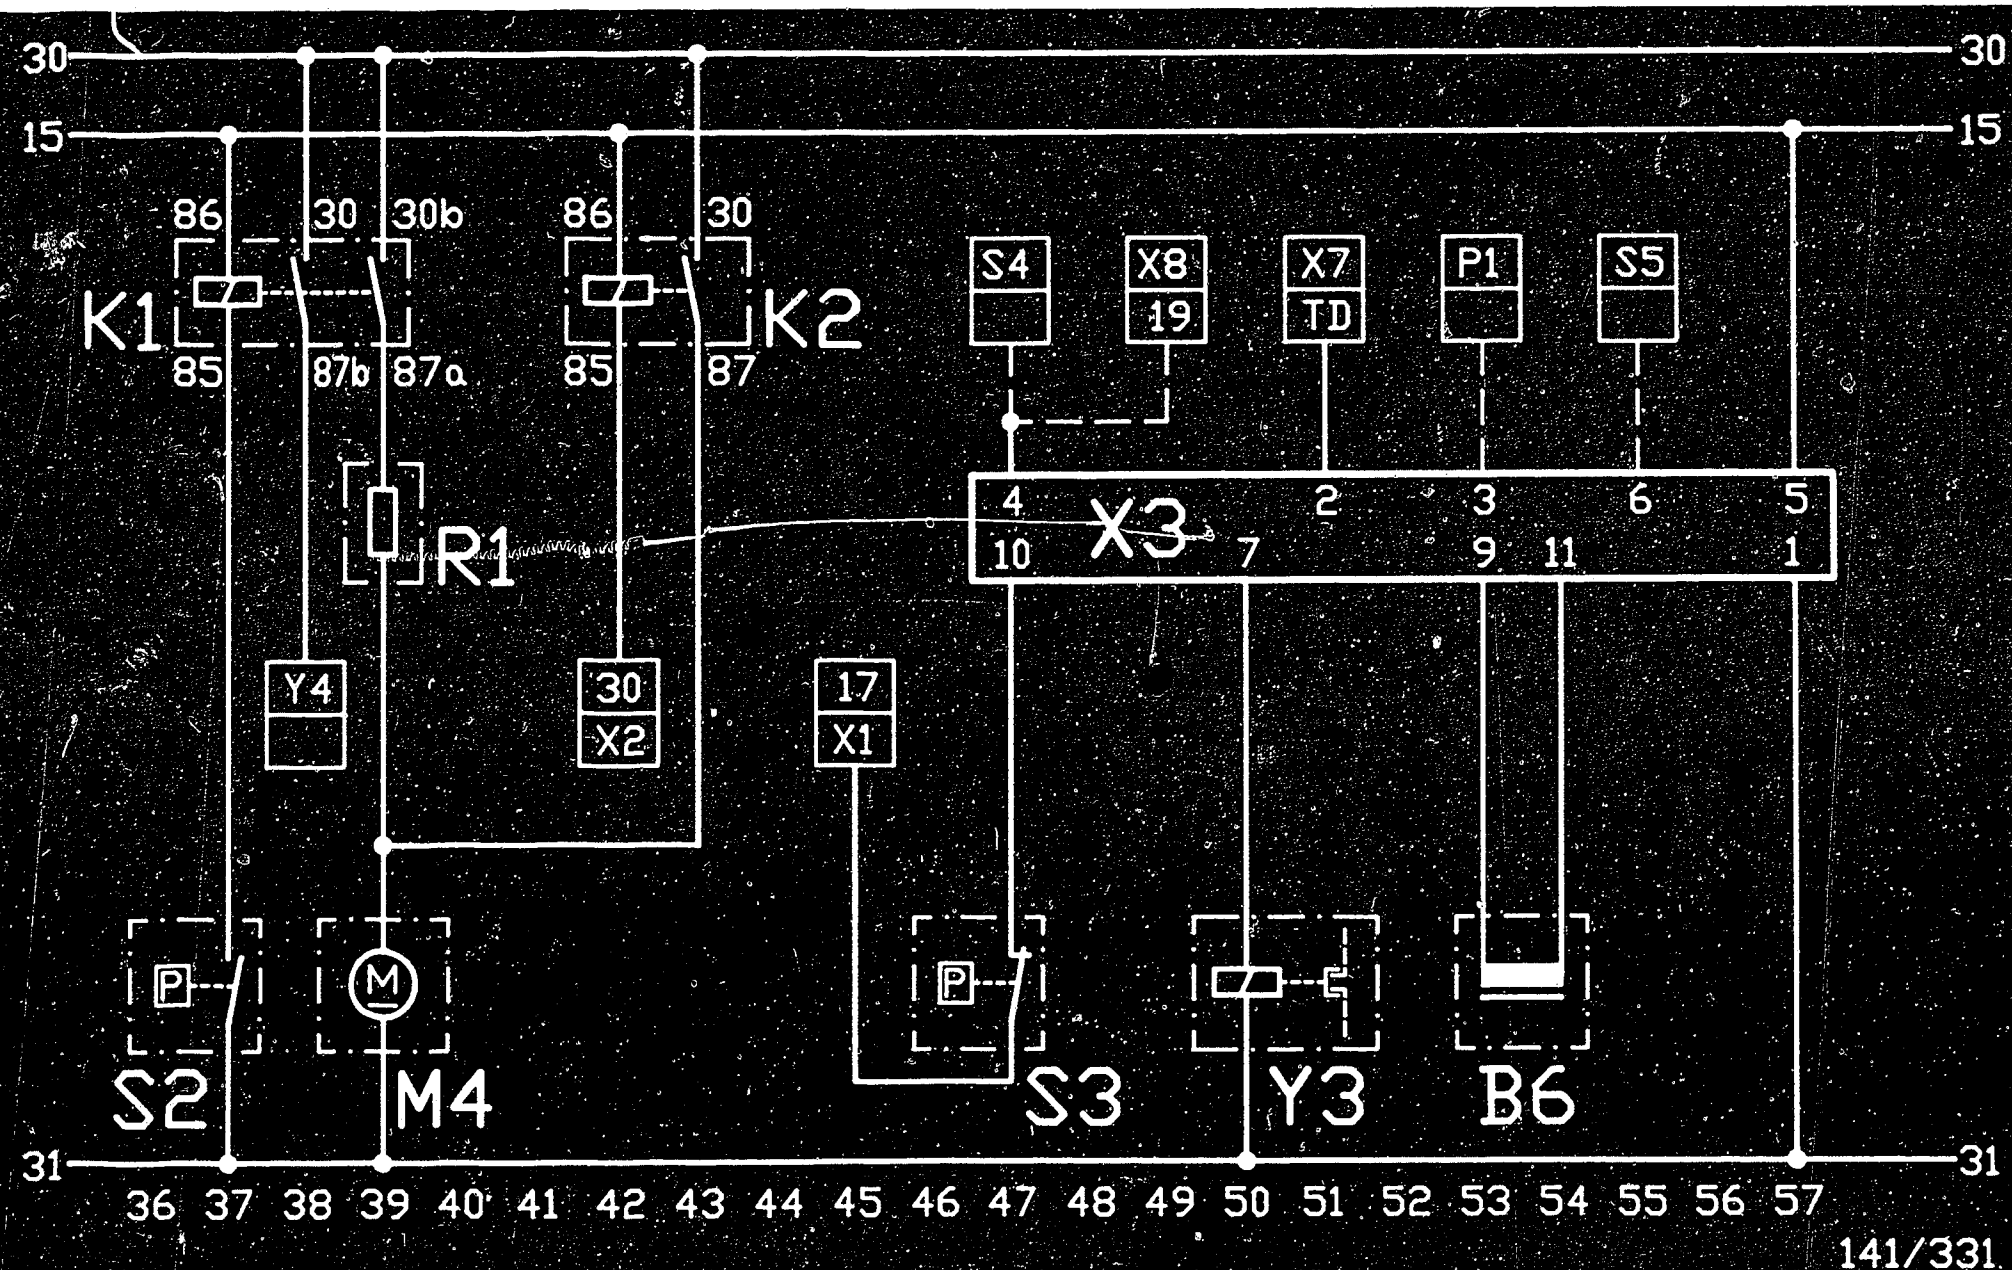 30 30
15 15
86 30 30b 86 30
S4 X8 X7 P1 S5
19 TD
K1 K2
85 87b 87a 85 87
4 2 3 6 5
R1 X3
10 7 9 11 1
Y4 30 17
X2 X1
P M P
S2 M4 S3 Y3 B6
31 31
36 37 38 39 40 41 42 43 44 45 46 47 48 49 50 51 52 53 54 55 56 57
141/331